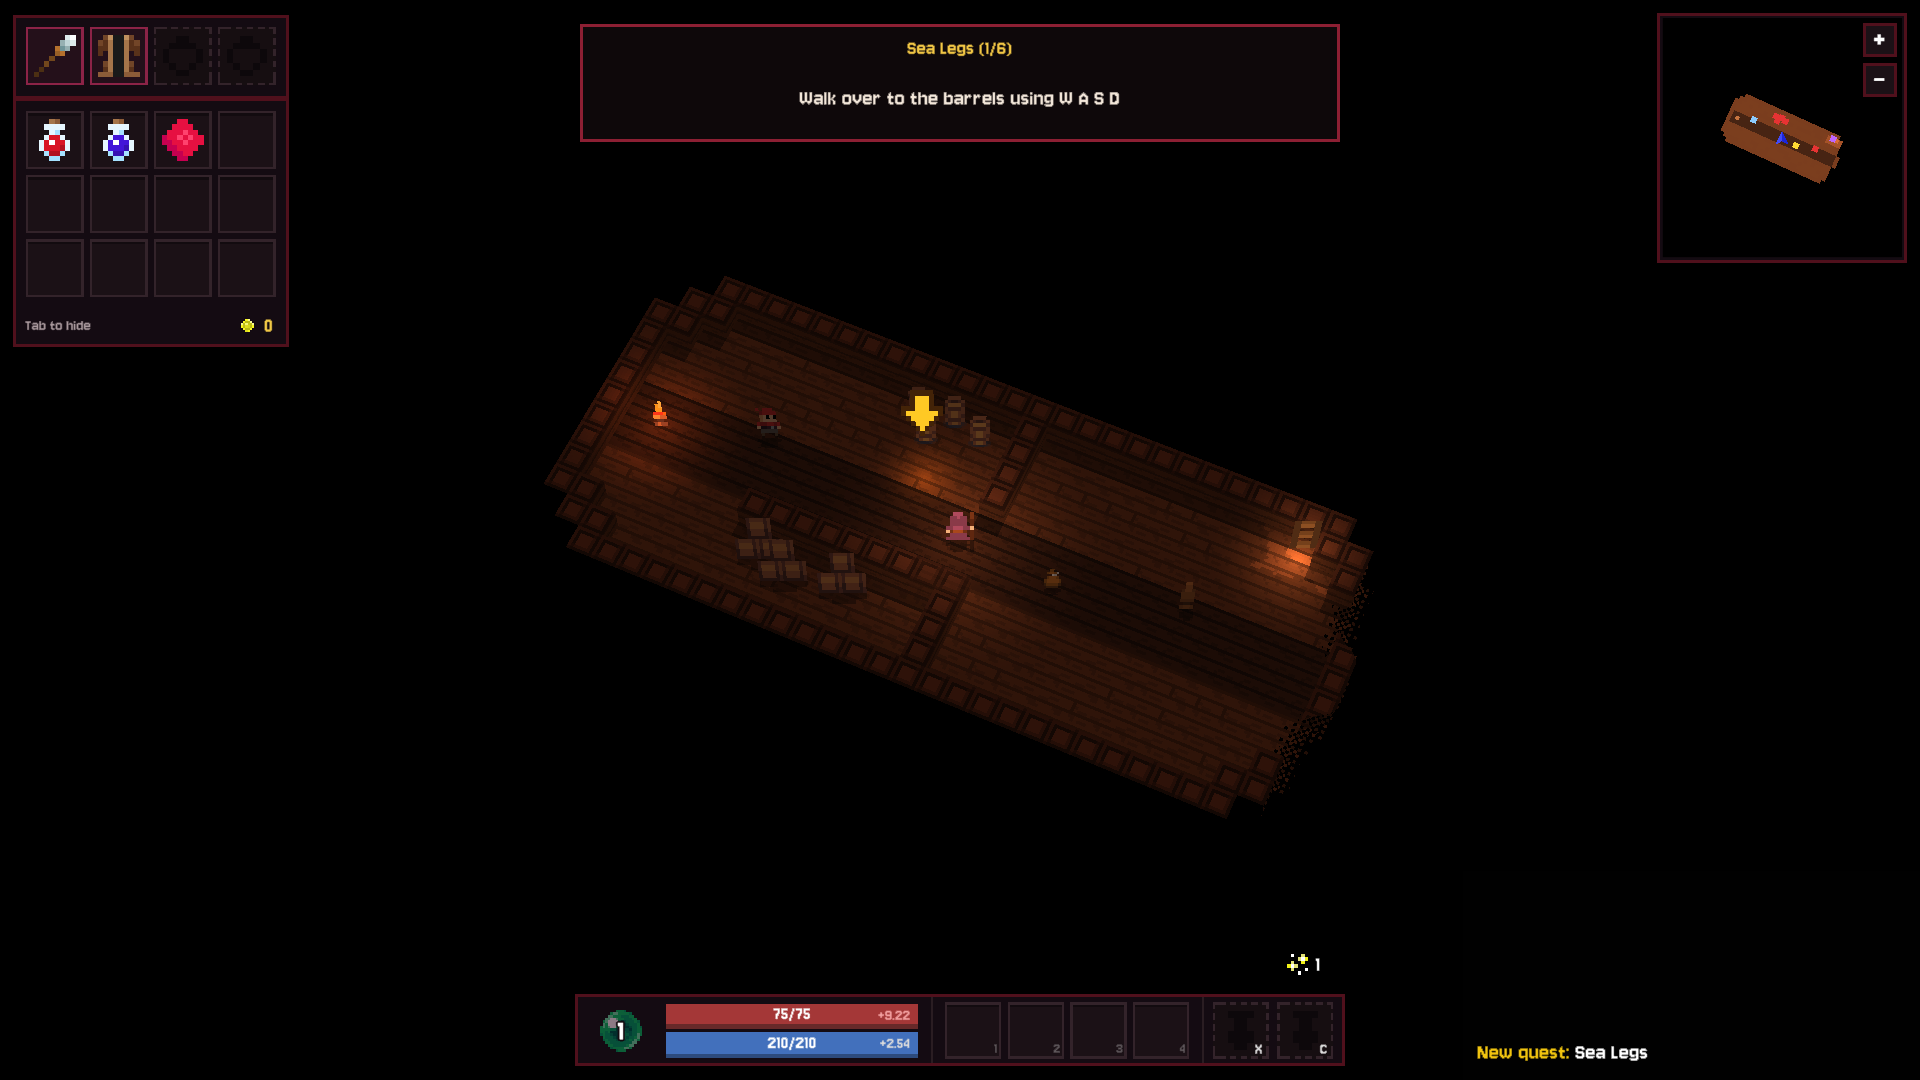 Sea Legs (1/6)
Walk over to the barrels using W A S D
+
-
Tab to hide
0
1
1
75/75
+9.22
210/210
+2.54
1
2
3
4
X
C
New quest: Sea Legs